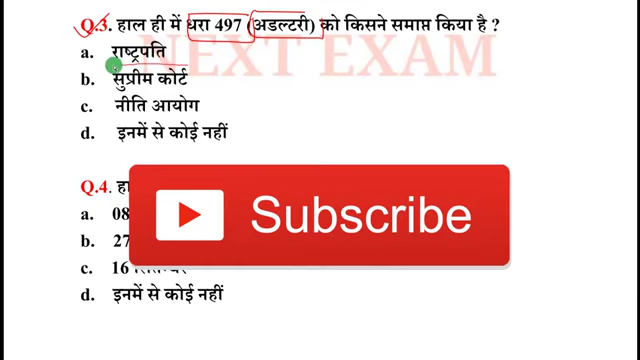 NEXT EXAM
Q.3. हाल ही में धरा 497 (अडल्टरी) को किसने समाप्त किया है ?
a. राष्ट्रपति
b. सुप्रीम कोर्ट
c. नीति आयोग
d. इनमें से कोई नहीं
Q.4.
a. 08
b. 27
Subscribe
c. 16
d. इनमें से कोई नहीं